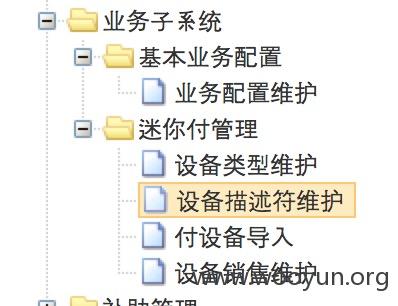 业务子系统
基本业务配置
业务配置维护
迷你付管理
设备类型维护
设备描述符维护
付设备导入
设备销售维护
www.wooyun.org
补助管理